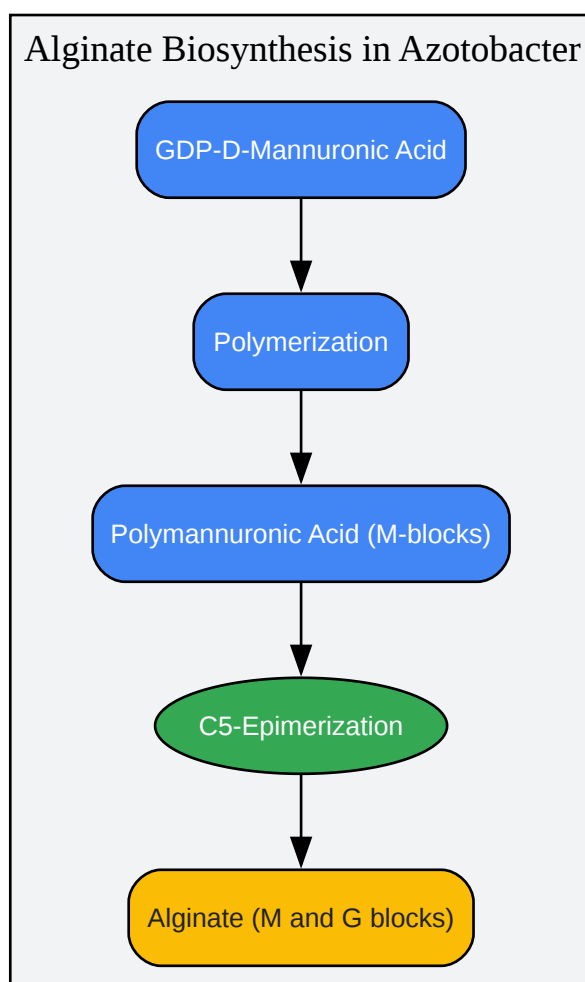 Alginate Biosynthesis in Azotobacter
GDP-D-Mannuronic Acid
Polymerization
Polymannuronic Acid (M-blocks)
C5-Epimerization
Alginate (M and G blocks)